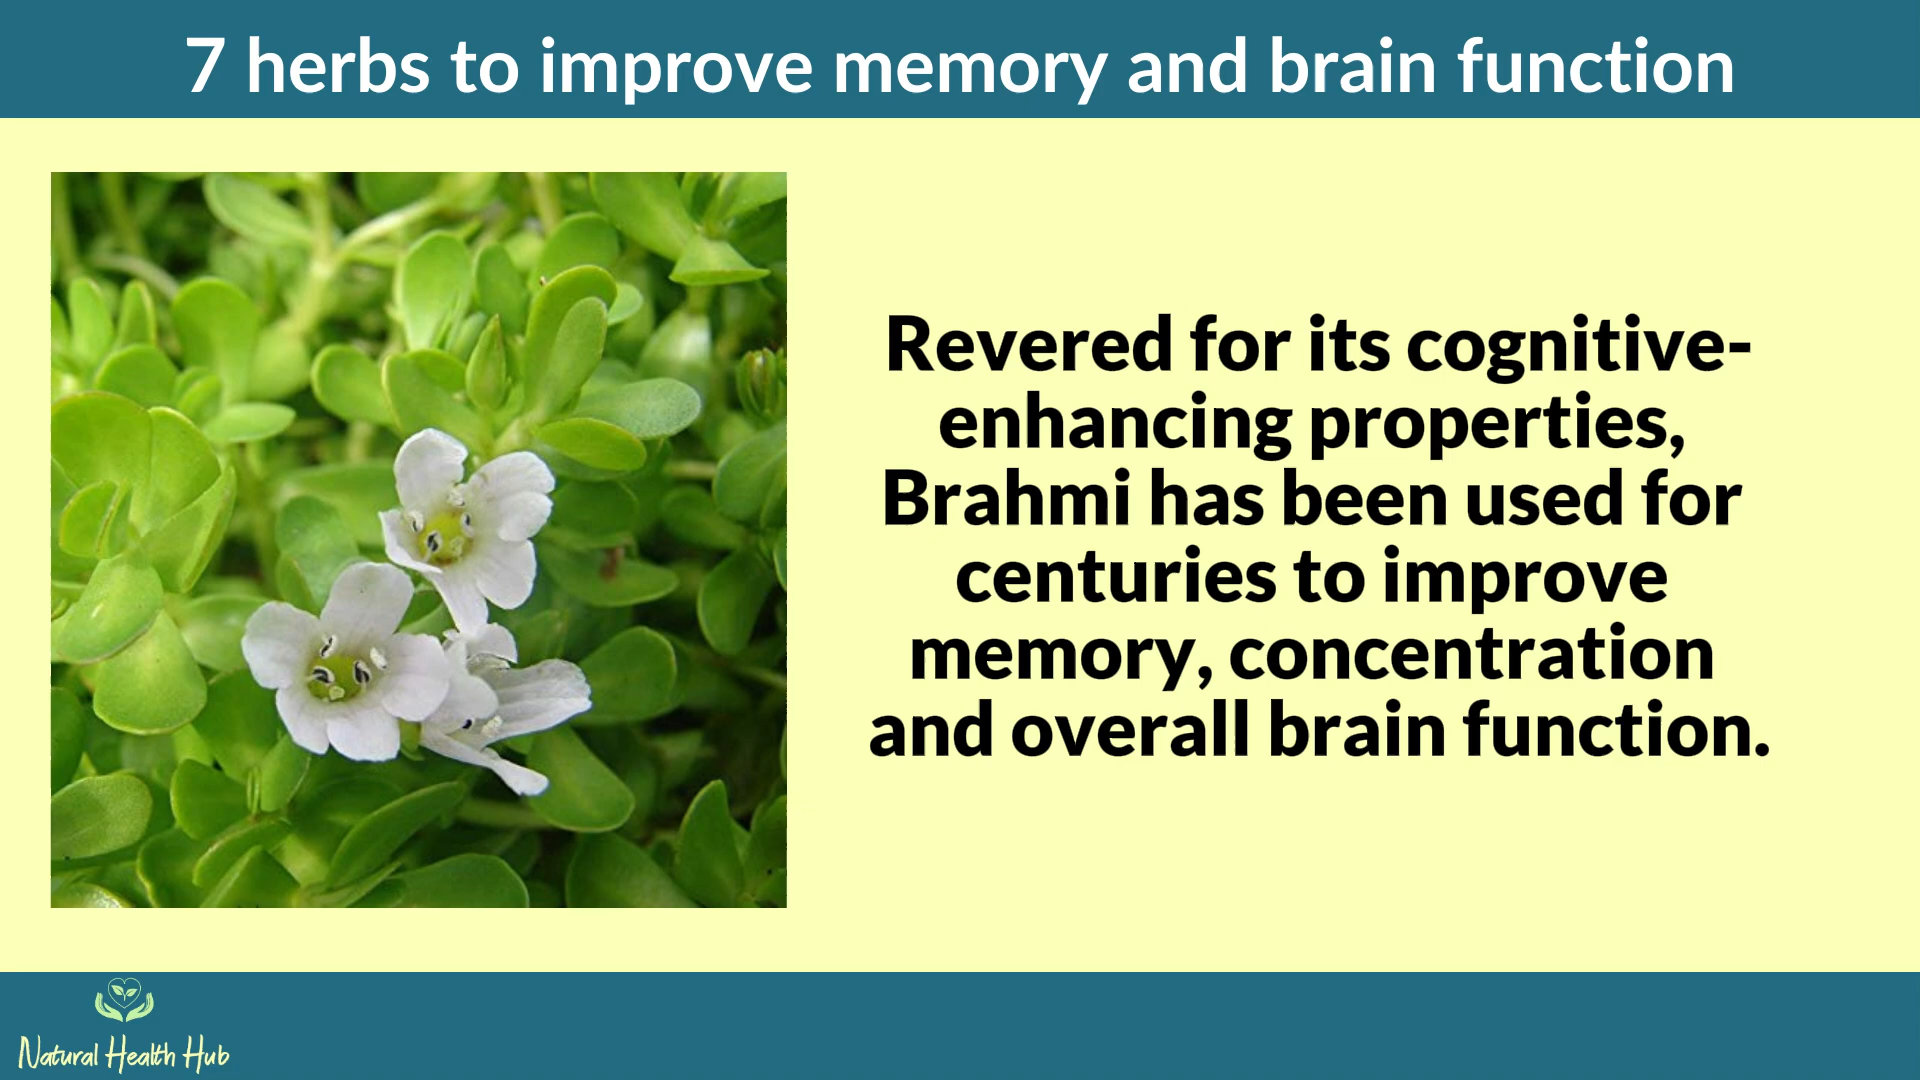 7 herbs to improve memory and brain function
Revered for its cognitive-
enhancing properties,
Brahmi has been used for
centuries to improve
memory, concentration
and overall brain function.
Natural Health Hub